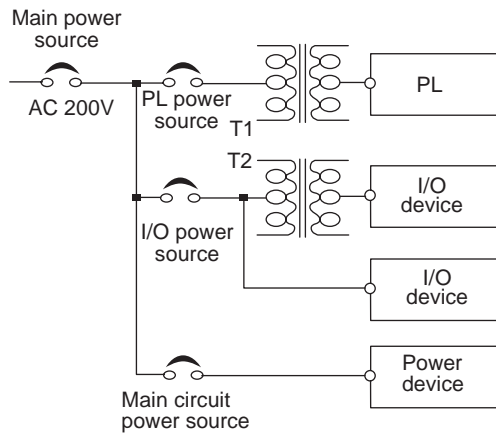 Main power
source
AC 200V
PL power
source
T1
PL
T2
I/O power
source
I/O
device
I/O
device
Main circuit
power source
Power
device